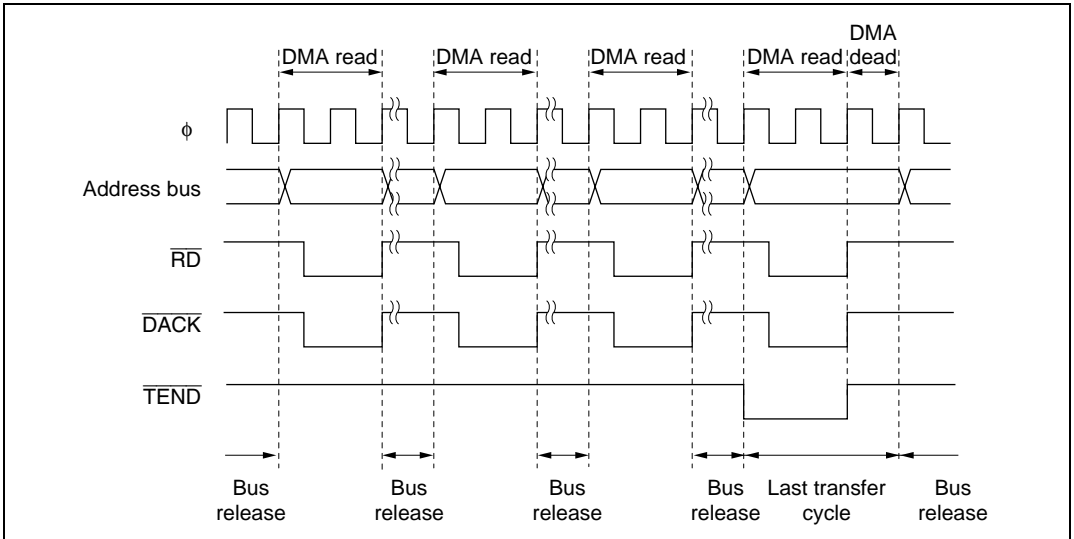 DMA read DMA read DMA read DMA read DMA dead
φ
Address bus
RD
DACK
TEND
Bus release Bus release Bus release Bus release Last transfer cycle Bus release